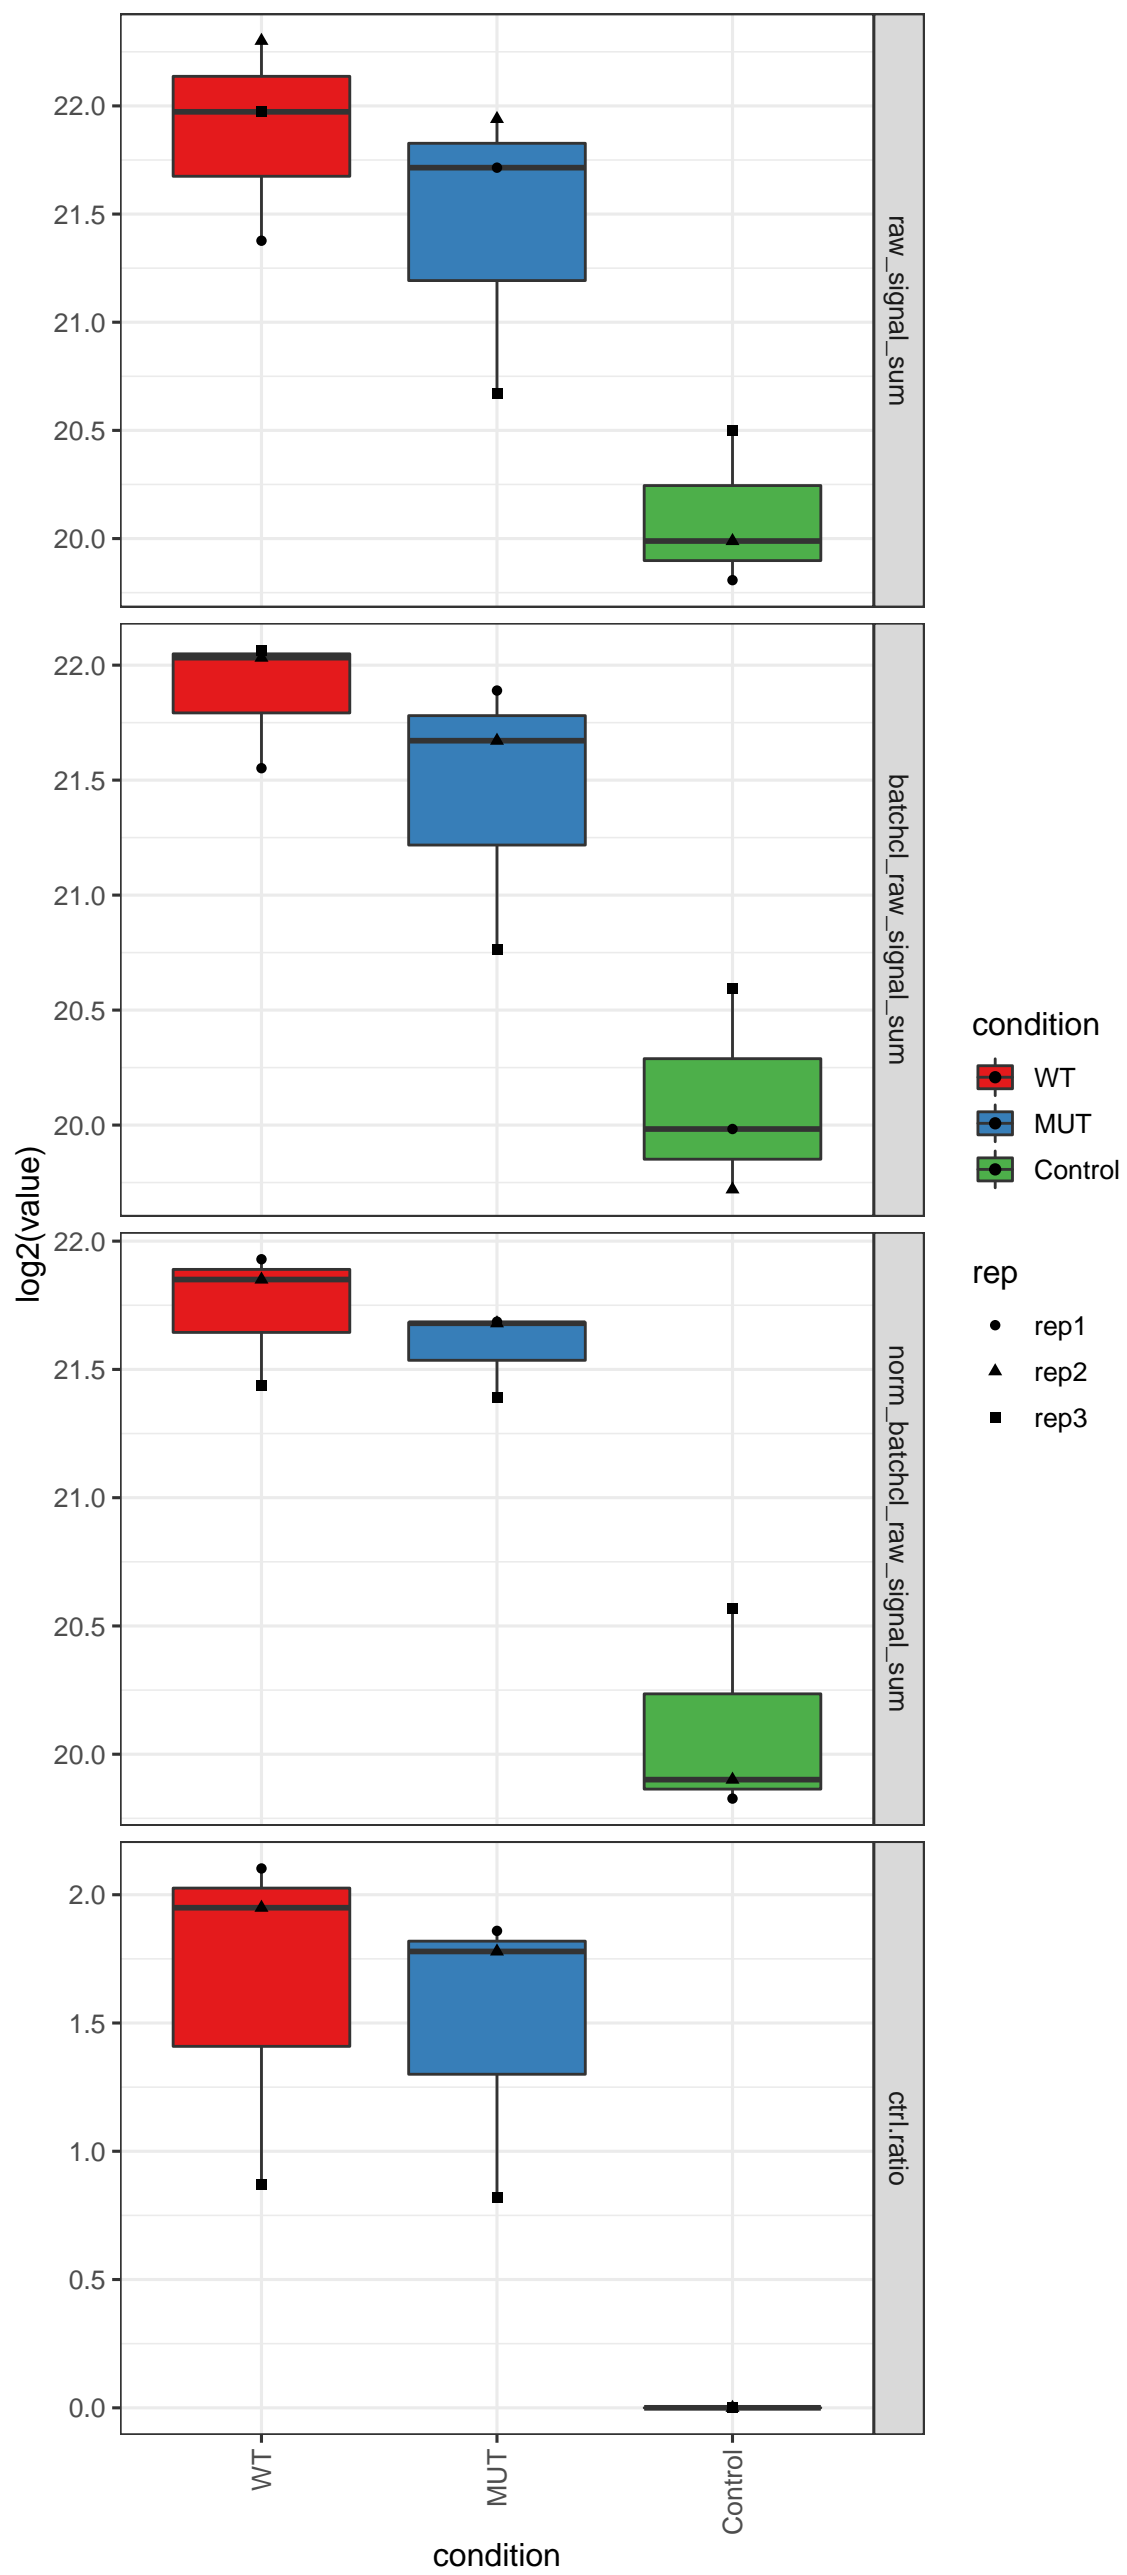 22.0
21.5
21.0
20.5
20.0
raw_signal_sum
22.0
21.5
21.0
20.5
20.0
batchcl_raw_signal_sum
22.0
21.5
21.0
20.5
20.0
norm_batchcl_raw_signal_sum
2.0
1.5
1.0
0.5
0.0
ctrl.ratio
log2(value)
WT
MUT
Control
condition
condition
WT
MUT
Control
rep
rep1
rep2
rep3